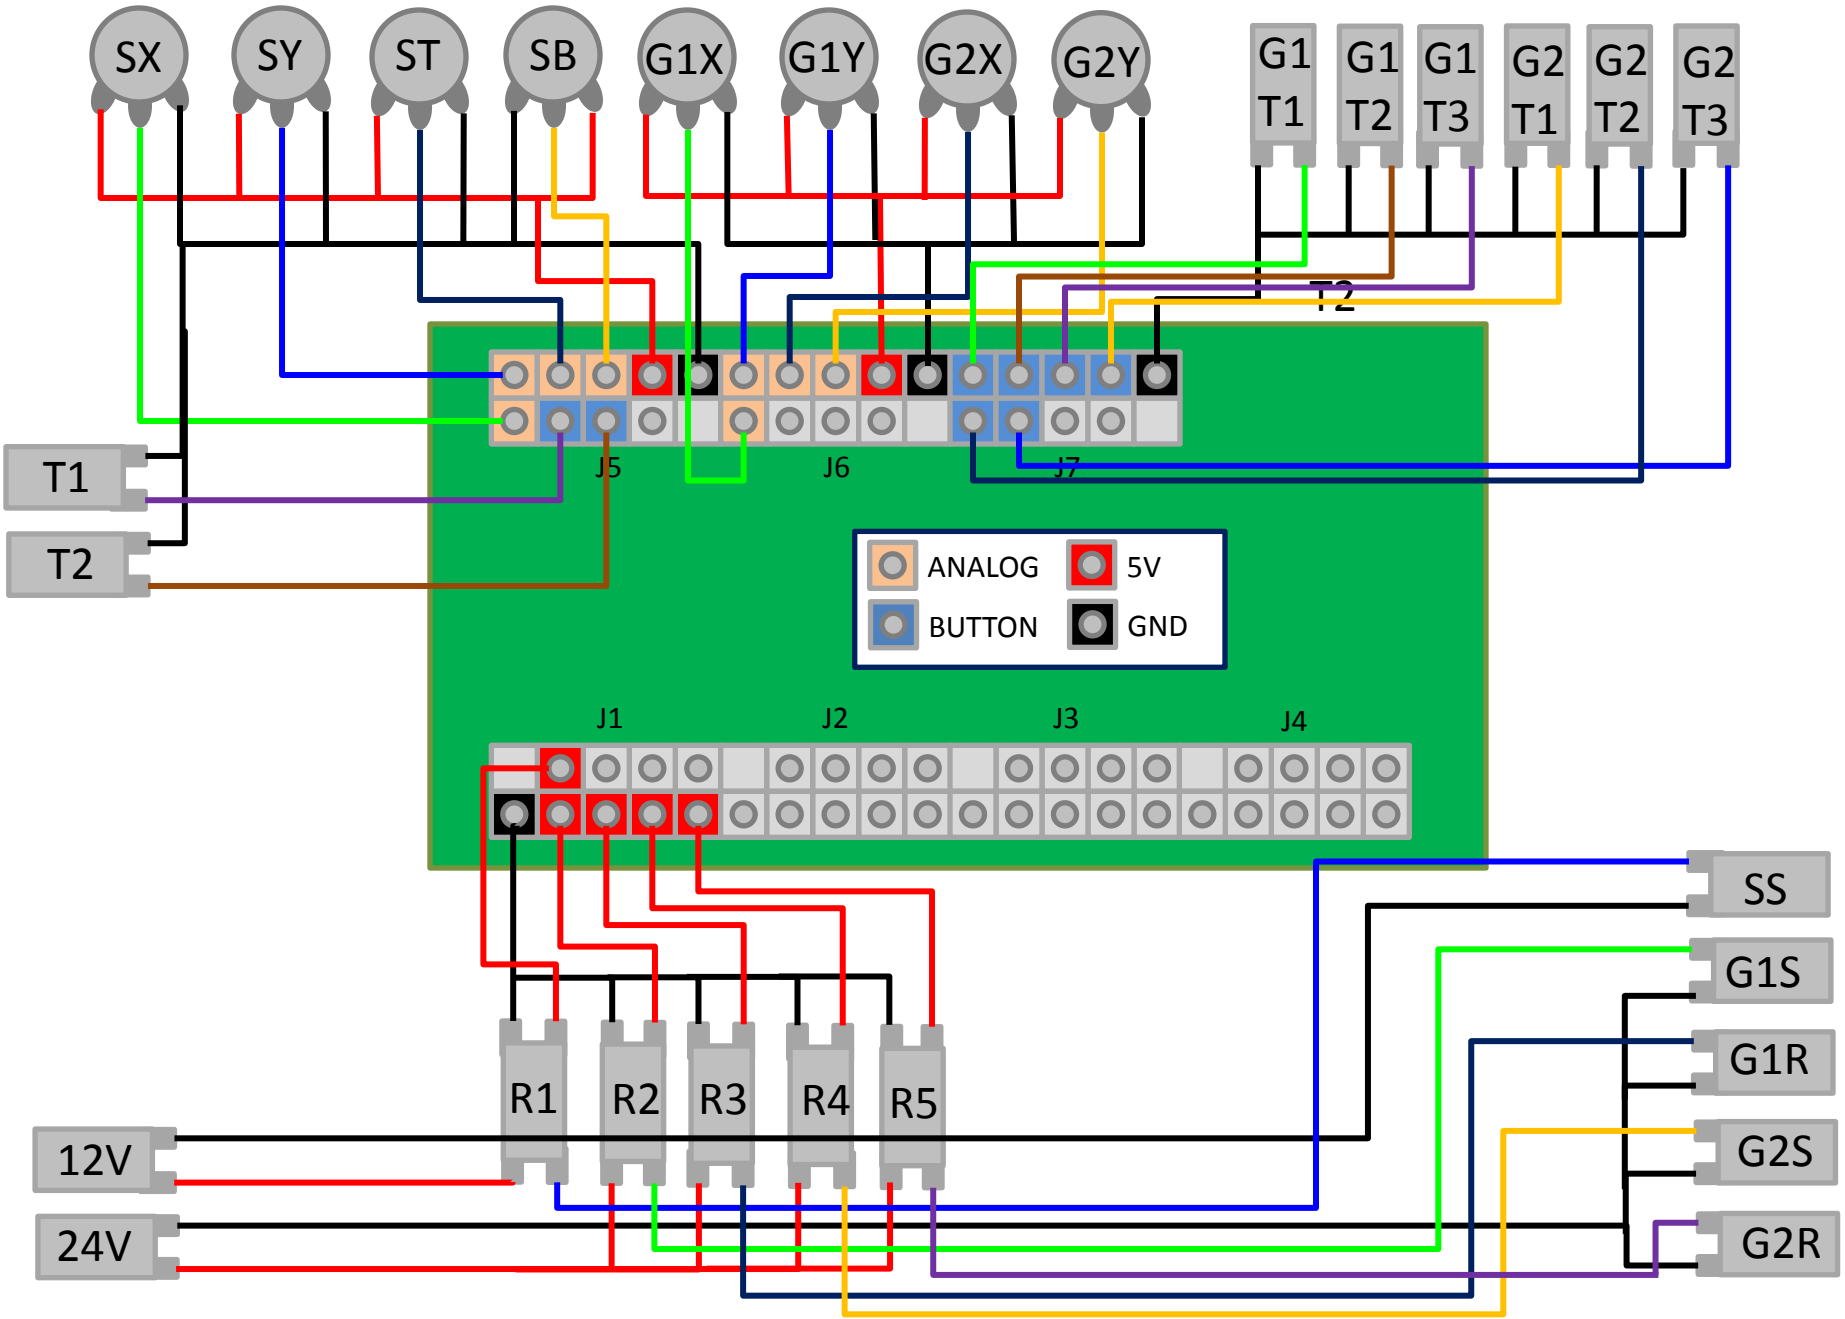 SX
SY
ST
SB
G1X
G1Y
G2X
G2Y
G1
T1
G1
T2
G1
T3
G2
T1
G2
T2
G2
T3
T2
J5
J6
J7
T1
T2
ANALOG
5V
BUTTON
GND
J1
J2
J3
J4
SS
G1S
G1R
G2S
G2R
R1
R2
R3
R4
R5
12V
24V